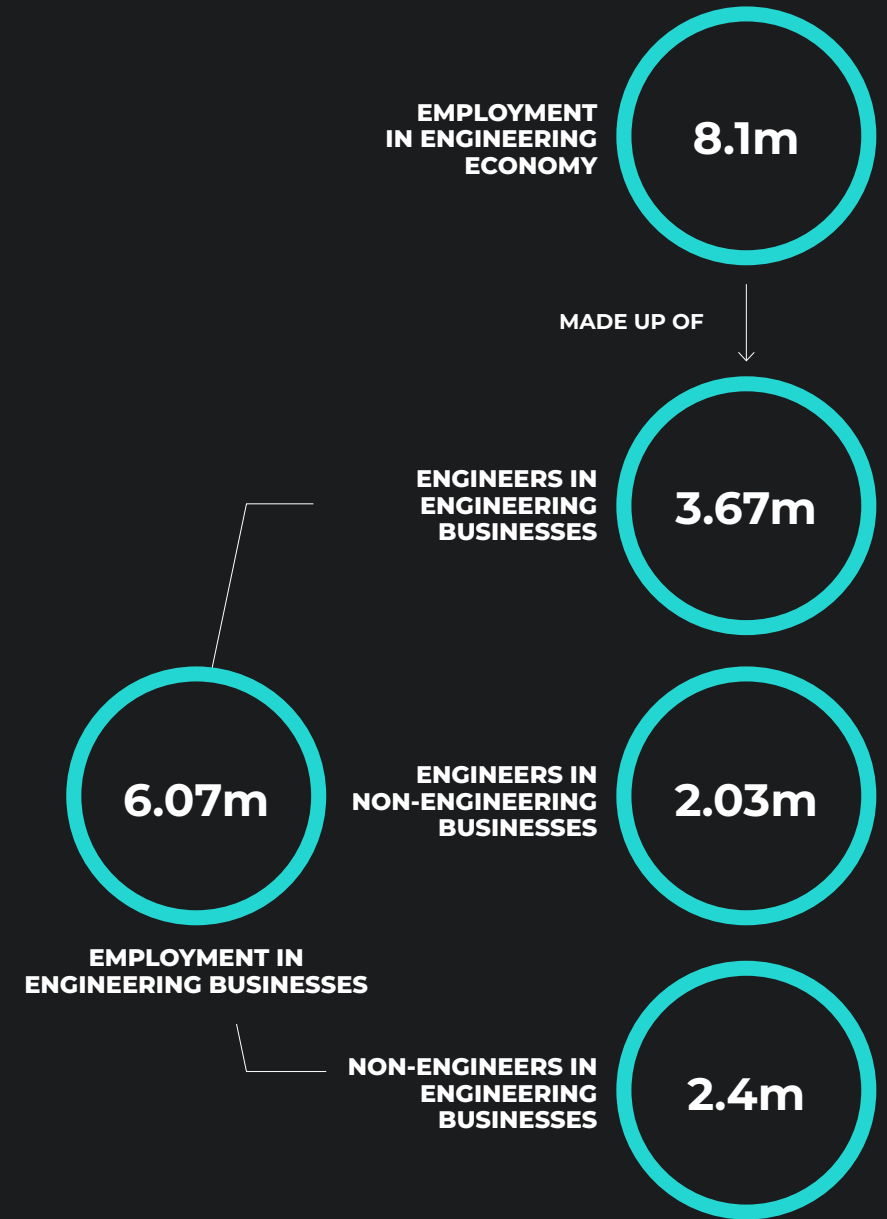 EMPLOYMENT
IN ENGINEERING
ECONOMY
8.1m
MADE UP OF
ENGINEERS IN
ENGINEERING
BUSINESSES
3.67m
6.07m
EMPLOYMENT IN
ENGINEERING BUSINESSES
ENGINEERS IN
NON-ENGINEERING
BUSINESSES
2.03m
NON-ENGINEERS IN
ENGINEERING
BUSINESSES
2.4m